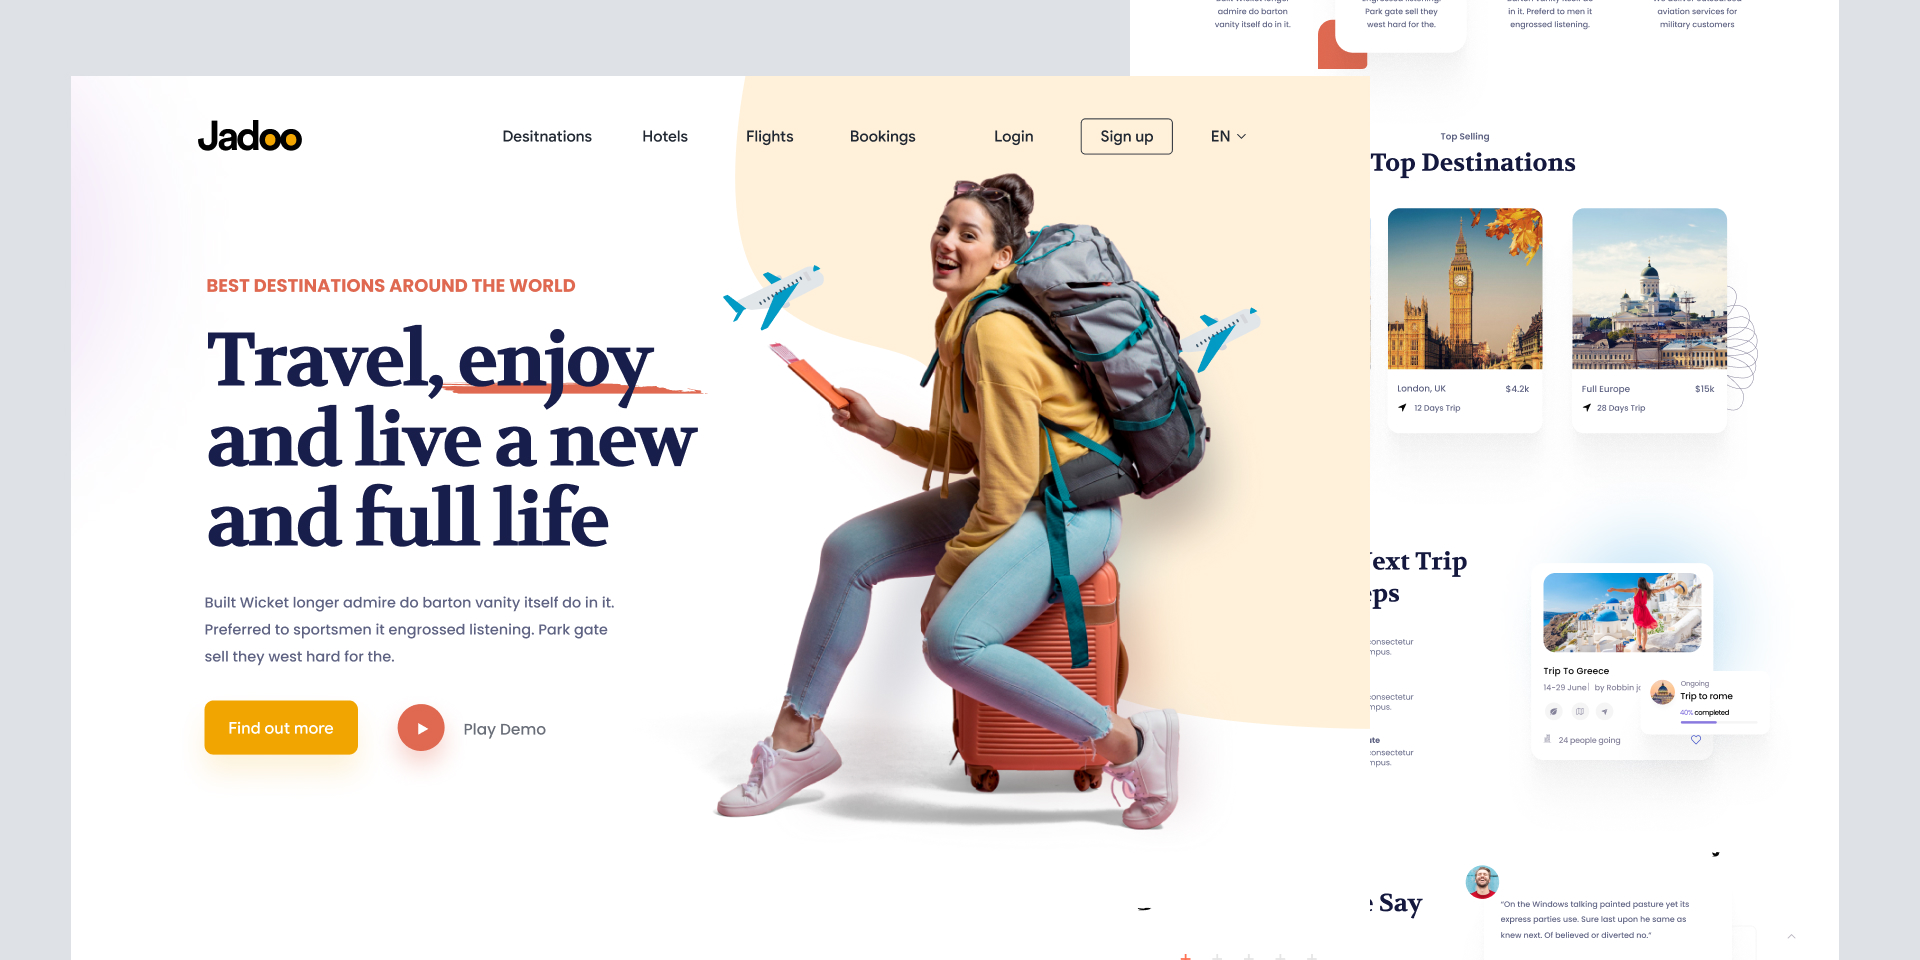 Jadoo
Desitnations
Hotels
Flights
Bookings
Login
Sign up
EN
BEST DESTINATIONS AROUND THE WORLD
Travel, enjoy
and live a new
and full life
Built Wicket longer admire do barton vanity itself do in it.
Preferred to sportsmen it engrossed listening. Park gate
sell they west hard for the.
Find out more
Play Demo
admire do barton
vanity itself do in it.
Park gate sell they
west hard for the.
in it. Preferd to men it
engrossed listening.
aviation services for
military customers
Top Selling
Top Destinations
London, UK
$4.2k
12 Days Trip
Full Europe
$15k
28 Days Trip
ext Trip
eps
onsectetur
mpus.
onsectetur
mpus.
te
onsectetur
mpus.
Trip To Greece
14-29 June | by Robbin j
24 people going
Ongoing
Trip to rome
40% completed
Say
“On the Windows talking painted pasture yet its
express parties use. Sure last upon he same as
knew next. Of believed or diverted no.”